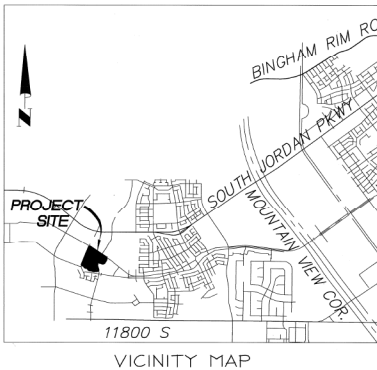 BINGHAM RIM RO
N
SOUTH JORDAN PKWY
PROJECT
SITE
MOUNTAIN VIEW COR.
11800 S
VICINITY MAP